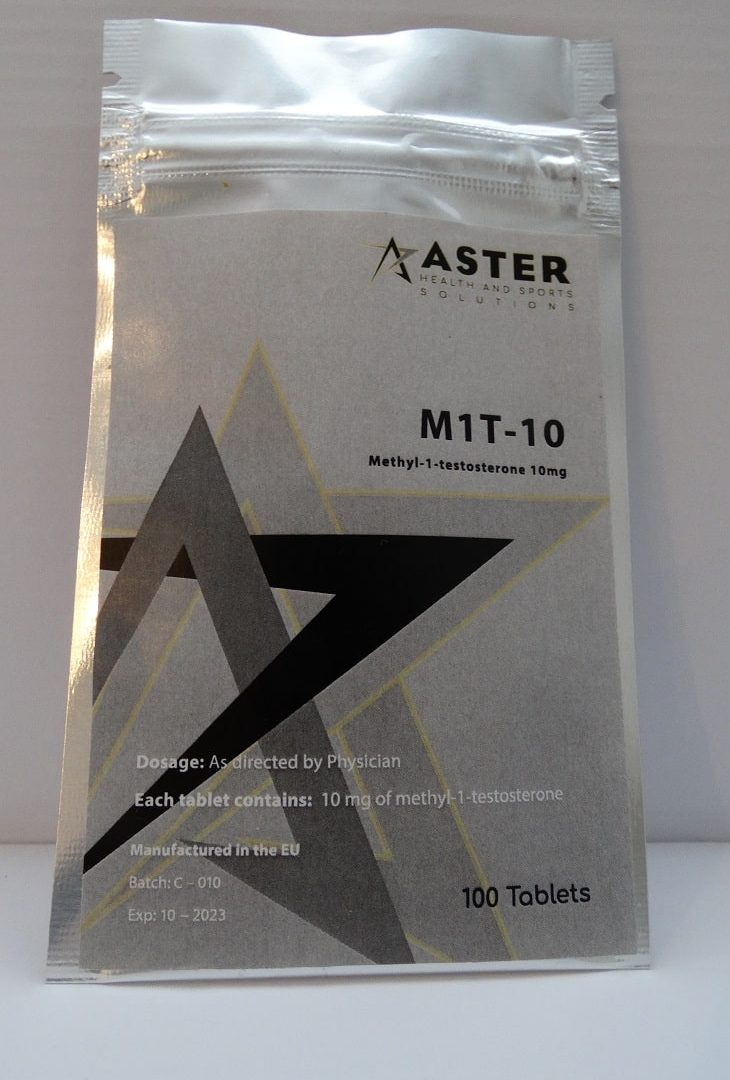 ASTER
HEALTH AND SPORTS
SOLUTIONS
M1T-10
Methyl-1-testosterone 10mg
Dosage: As directed by Physician
Each tablet contains: 10 mg of methyl-1-testosterone
Manufactured in the EU
Batch: C – 010
Exp: 10 – 2023
100 Tablets